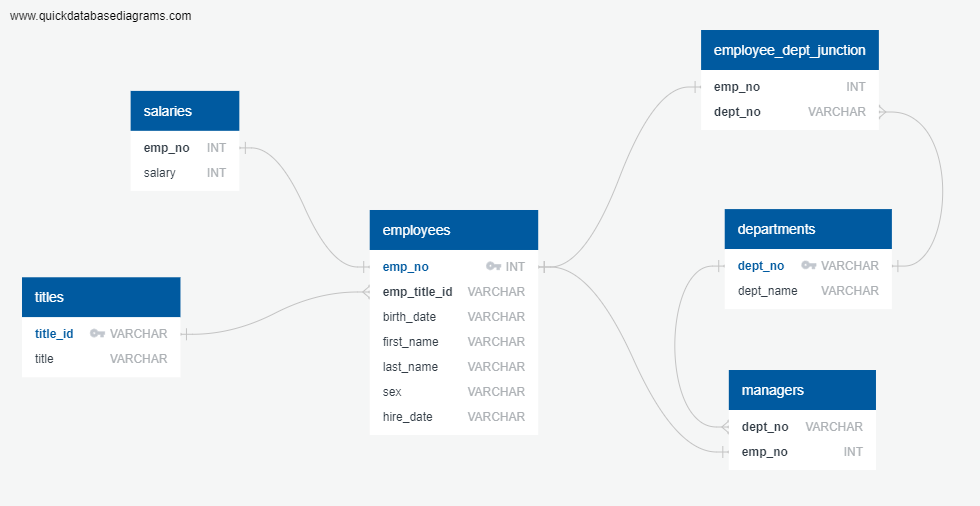 www.quickdatabasediagrams.com
employee_dept_junction
emp_no INT
dept_no VARCHAR
salaries
emp_no INT
salary INT
employees
emp_no INT
emp_title_id VARCHAR
birth_date VARCHAR
first_name VARCHAR
last_name VARCHAR
sex VARCHAR
hire_date VARCHAR
departments
dept_no VARCHAR
dept_name VARCHAR
titles
title_id VARCHAR
title VARCHAR
managers
dept_no VARCHAR
emp_no INT